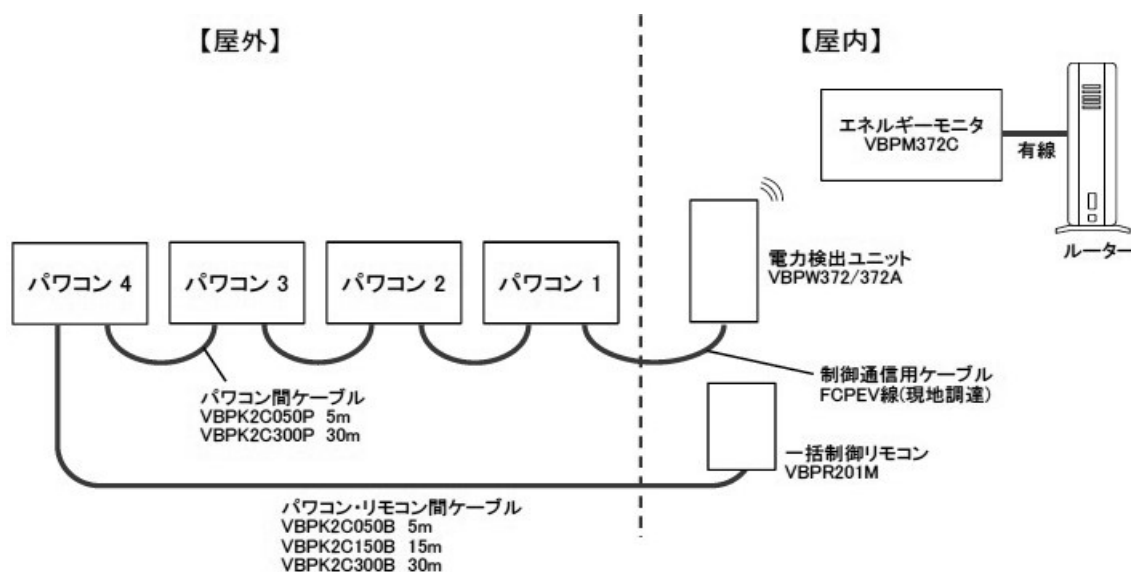 【屋外】
【屋内】
エネルギーモニタ
VBPM372C
有線
ルーター
電力検出ユニット
VBPW372/372A
パワコン 4
パワコン 3
パワコン 2
パワコン 1
パワコン間ケーブル
VBPK2C050P 5m
VBPK2C300P 30m
制御通信用ケーブル
FCPEV線(現地調達)
一括制御リモコン
VBPR201M
パワコン・リモコン間ケーブル
VBPK2C050B 5m
VBPK2C150B 15m
VBPK2C300B 30m